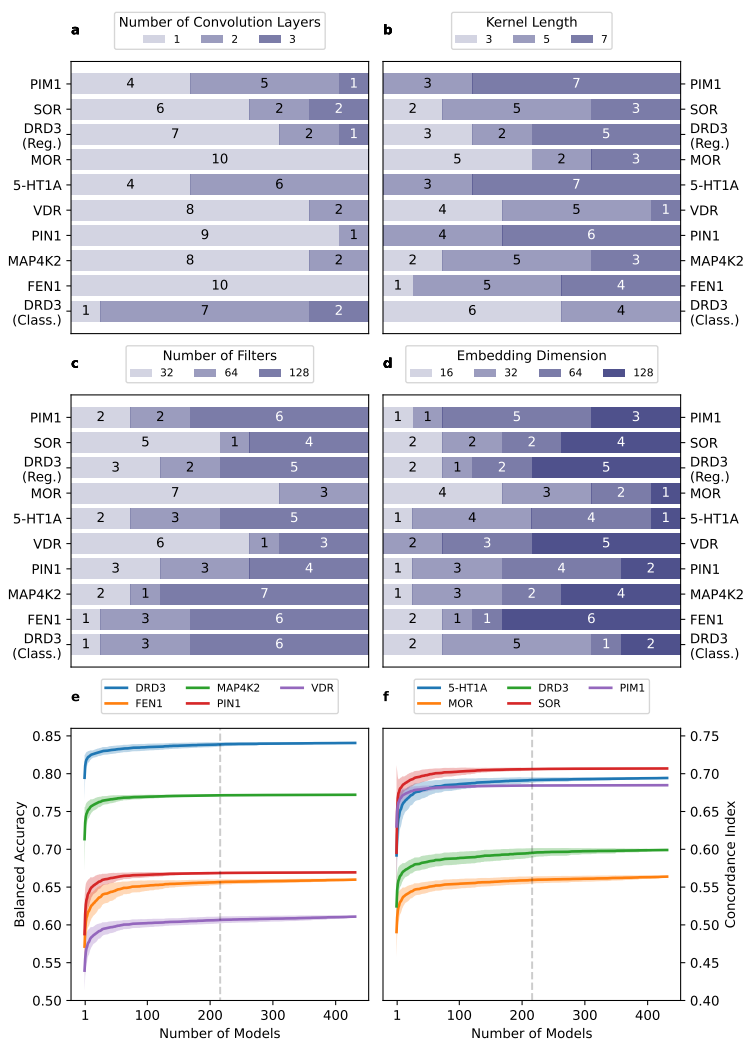 a
Number of Convolution Layers
1 2 3
b
Kernel Length
3 5 7
PIM1 4 5 1
SOR 6 2 2
DRD3
(Reg.) 7 2 1
MOR 10
5-HT1A 4 6
VDR 8 2
PIN1 9 1
MAP4K2 8 2
FEN1 10
DRD3
(Class.) 1 7 2
3 7 PIM1
2 5 3 SOR
3 2 5 DRD3
(Reg.)
5 2 3 MOR
3 7 5-HT1A
4 5 1 VDR
4 6 PIN1
2 5 3 MAP4K2
1 5 4 FEN1
6 4 DRD3
(Class.)
c
Number of Filters
32 64 128
d
Embedding Dimension
16 32 64 128
PIM1 2 2 6
SOR 5 1 4
DRD3
(Reg.) 3 2 5
MOR 7 3
5-HT1A 2 3 5
VDR 6 1 3
PIN1 3 3 4
MAP4K2 2 1 7
FEN1 1 3 6
DRD3
(Class.) 1 3 6
1 1 5 3 PIM1
2 2 2 4 SOR
2 1 2 5 DRD3
(Reg.)
4 3 2 1 MOR
1 4 4 1 5-HT1A
2 3 5 VDR
1 3 4 2 PIN1
1 3 2 4 MAP4K2
2 1 1 6 FEN1
2 5 1 2 DRD3
(Class.)
e
DRD3 MAP4K2 VDR
FEN1 PIN1
f
5-HT1A DRD3 PIM1
MOR SOR
Balanced Accuracy
0.85
0.80
0.75
0.70
0.65
0.60
0.55
0.50
1 100 200 300 400
Number of Models
0.75
0.70
0.65
0.60
0.55
0.50
0.45
0.40
Concordance Index
1 100 200 300 400
Number of Models